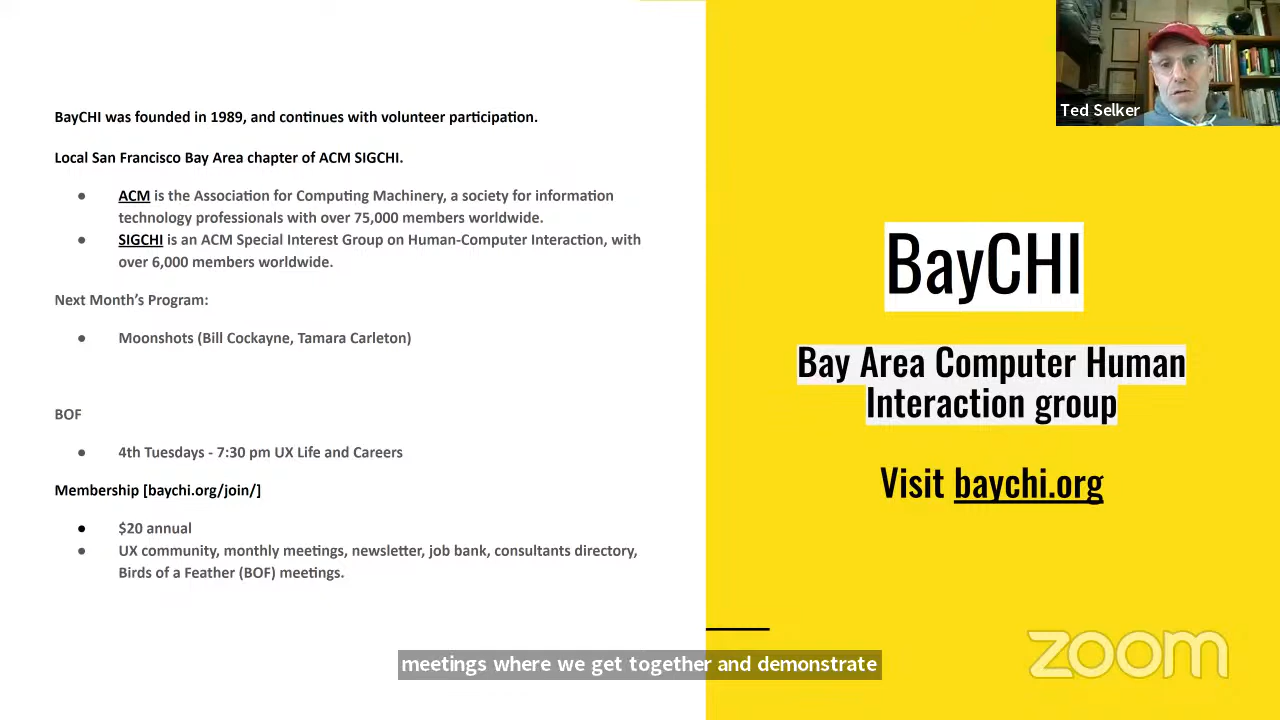 BayCHI was founded in 1989, and continues with volunteer participation.
Local San Francisco Bay Area chapter of ACM SIGCHI.
● ACM is the Association for Computing Machinery, a society for information
technology professionals with over 75,000 members worldwide.
● SIGCHI is an ACM Special Interest Group on Human-Computer Interaction, with
over 6,000 members worldwide.
Next Month's Program:
● Moonshots (Bill Cockayne, Tamara Carleton)
BOF
● 4th Tuesdays - 7:30 pm UX Life and Careers
Membership [baychi.org/join/]
● $20 annual
● UX community, monthly meetings, newsletter, job bank, consultants directory,
Birds of a Feather (BOF) meetings.
Ted Selker
BayCHI
Bay Area Computer Human
Interaction group
Visit baychi.org
meetings where we get together and demonstrate
zoom